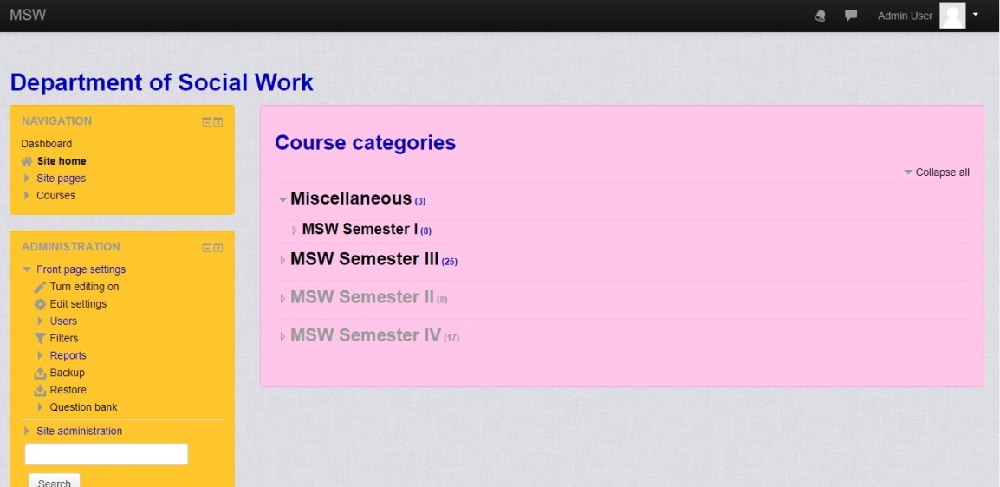 MSW
Admin User
Department of Social Work
NAVIGATION
Dashboard
Site home
Site pages
Courses
ADMINISTRATION
Front page settings
Turn editing on
Edit settings
Users
Filters
Reports
Backup
Restore
Question bank
Site administration
Search
Course categories
Collapse all
Miscellaneous (3)
MSW Semester I (8)
MSW Semester III (25)
MSW Semester II (8)
MSW Semester IV (17)